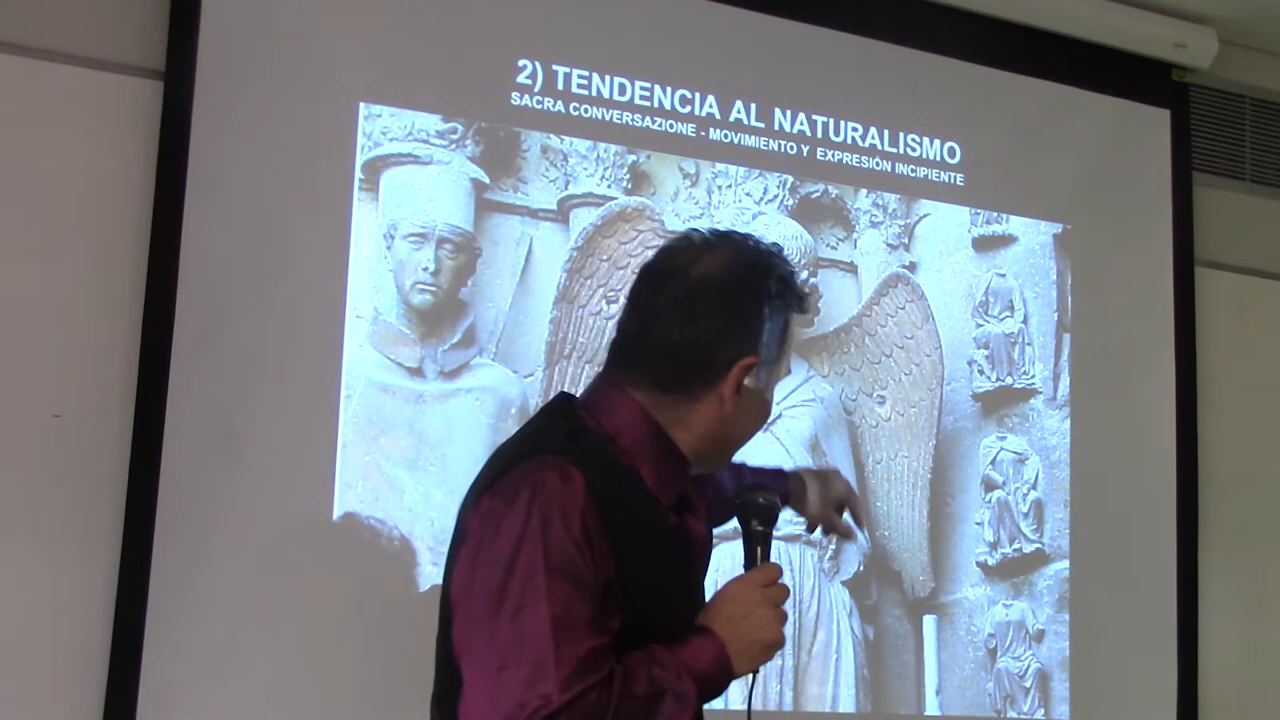 2) TENDENCIA AL NATURALISMO
SACRA CONVERSAZIONE - MOVIMIENTO Y EXPRESIÓN INCIPIENTE